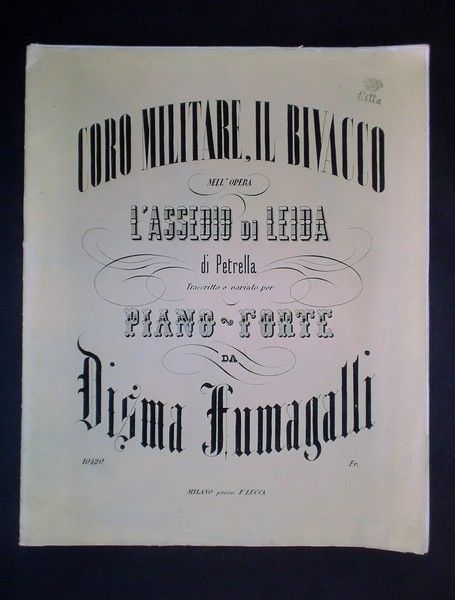 Litta
CORO MILITARE, IL BIVACCO
NELL' OPERA
L'ASSEDIO DI LEIDA
di Petrella
Trascritto e variato per
PIANO~FORTE
DA
Disma Fumagalli
10420 Fr.
MILANO presso F. LUCCA